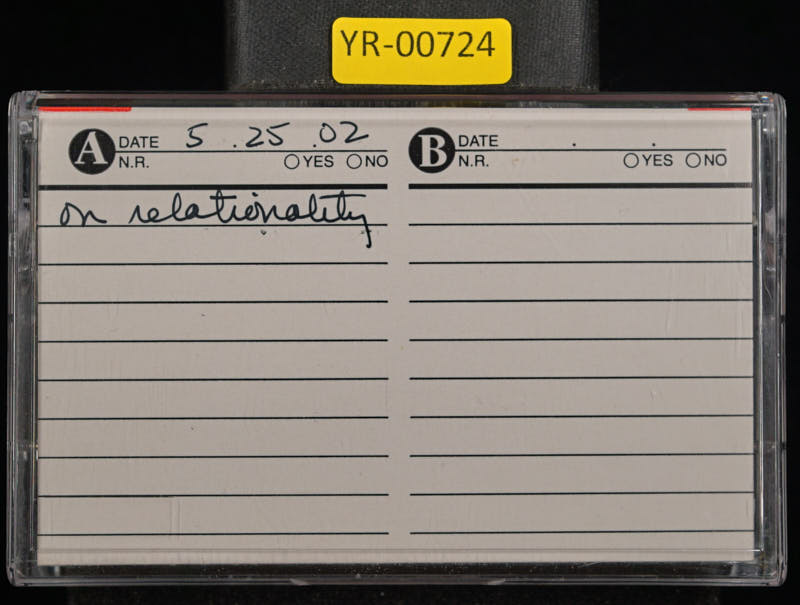 YR-00724
A DATE 5 .25 .02
N.R. YES NO
on relationality
B DATE . .
N.R. YES NO